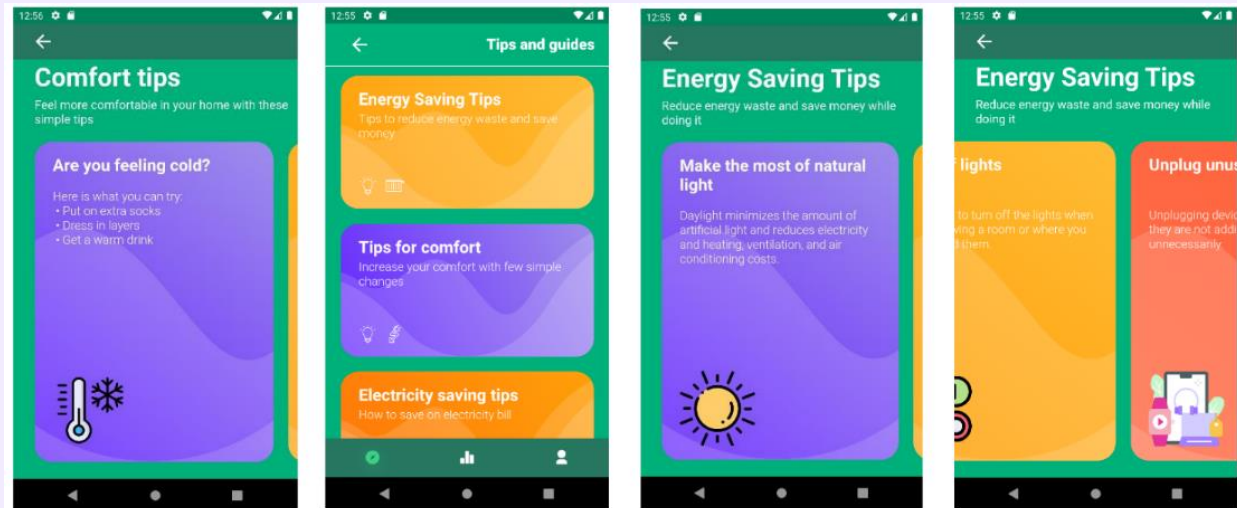 12:56
Comfort tips
Feel more comfortable in your home with these
simple tips
Are you feeling cold?
Here is what you can try:
• Put on extra socks
• Dress in layers
• Get a warm drink
12:55
Tips and guides
Energy Saving Tips
Tips to reduce energy waste and save
money
Tips for comfort
Increase your comfort with few simple
changes
Electricity saving tips
How to save on electricity bill
12:55
Energy Saving Tips
Reduce energy waste and save money while
doing it
Make the most of natural
light
Daylight minimizes the amount of
artificial light and reduces electricity
and heating, ventilation, and air
conditioning costs.
12:55
Energy Saving Tips
Reduce energy waste and save money while
doing it
lights
to turn off the lights when
ving a room or where you
them.
Unplug unus
Unplugging devic
they are not addi
unnecessarily